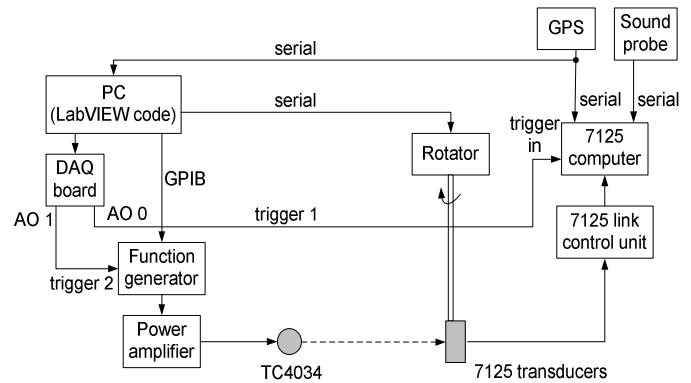 GPS
Sound
probe
serial
PC
(LabVIEW code)
serial
serial
serial
trigger
in
7125
computer
Rotator
DAQ
board
GPIB
AO 1
AO 0
trigger 1
7125 link
control unit
Function
generator
trigger 2
Power
amplifier
TC4034
7125 transducers